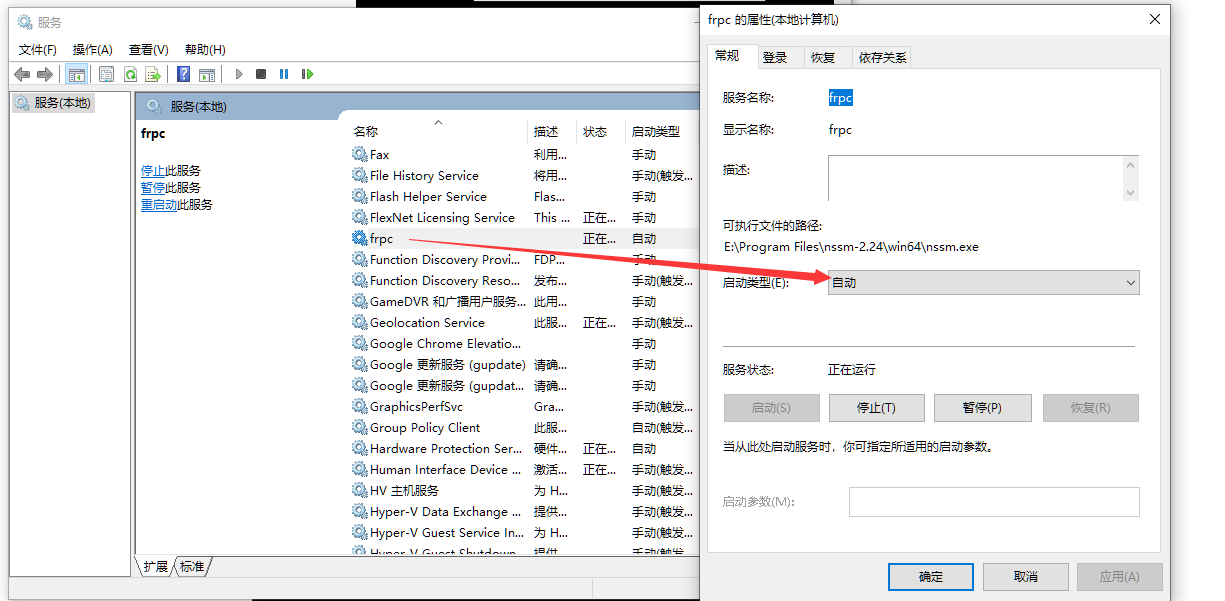 服务
文件(F) 操作(A) 查看(V) 帮助(H)
服务(本地)
服务(本地)
frpc
停止此服务
暂停此服务
重启动此服务
名称 描述 状态 启动类型
Fax 利用... 手动
File History Service 将用... 手动(触发...
Flash Helper Service Flas... 手动
FlexNet Licensing Service This ... 正在... 手动
frpc 正在... 自动
Function Discovery Provi... FDP... 手动
Function Discovery Reso... 发布... 手动(触发...
GameDVR 和广播用户服务... 此用... 手动
Geolocation Service 此服... 正在... 手动(触发...
Google Chrome Elevatio... 手动
Google 更新服务 (gupdate) 请确... 手动
Google 更新服务 (gupdat... 请确... 手动
GraphicsPerfSvc Gra... 手动(触发...
Group Policy Client 此服... 自动(触发...
Hardware Protection Ser... 硬件... 正在... 自动
Human Interface Device ... 激活... 正在... 手动(触发...
HV 主机服务 为 H... 手动(触发...
Hyper-V Data Exchange ... 提供... 手动(触发...
Hyper-V Guest Service In... 为 H... 手动(触发...
Hyper-V Guest Shutdown 提供 手动(触发...
扩展 标准
frpc 的属性(本地计算机)
常规 登录 恢复 依存关系
服务名称: frpc
显示名称: frpc
描述:
可执行文件的路径:
E:\Program Files\nssm-2.24\win64\nssm.exe
启动类型(E): 自动
服务状态: 正在运行
启动(S) 停止(T) 暂停(P) 恢复(R)
当从此处启动服务时，你可指定所适用的启动参数。
启动参数(M):
确定 取消 应用(A)